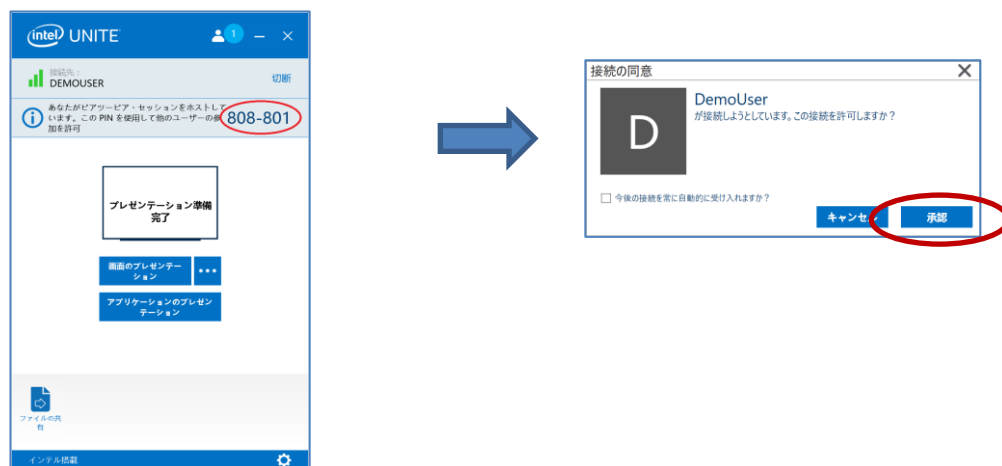 intel UNITE
1
接続先:
DEMOUSER
切断
あなたがピアツーピア・セッションをホストして
います。この PIN を使用して他のユーザーの参
加を許可
808-801
プレゼンテーション準備
完了
画面のプレゼンテー
ション
アプリケーションのプレゼン
テーション
ファイルの共
有
インテル搭載
接続の同意
D
DemoUser
が接続しようとしています。この接続を許可しますか?
今後の接続を常に自動的に受け入れますか?
キャンセル
承認